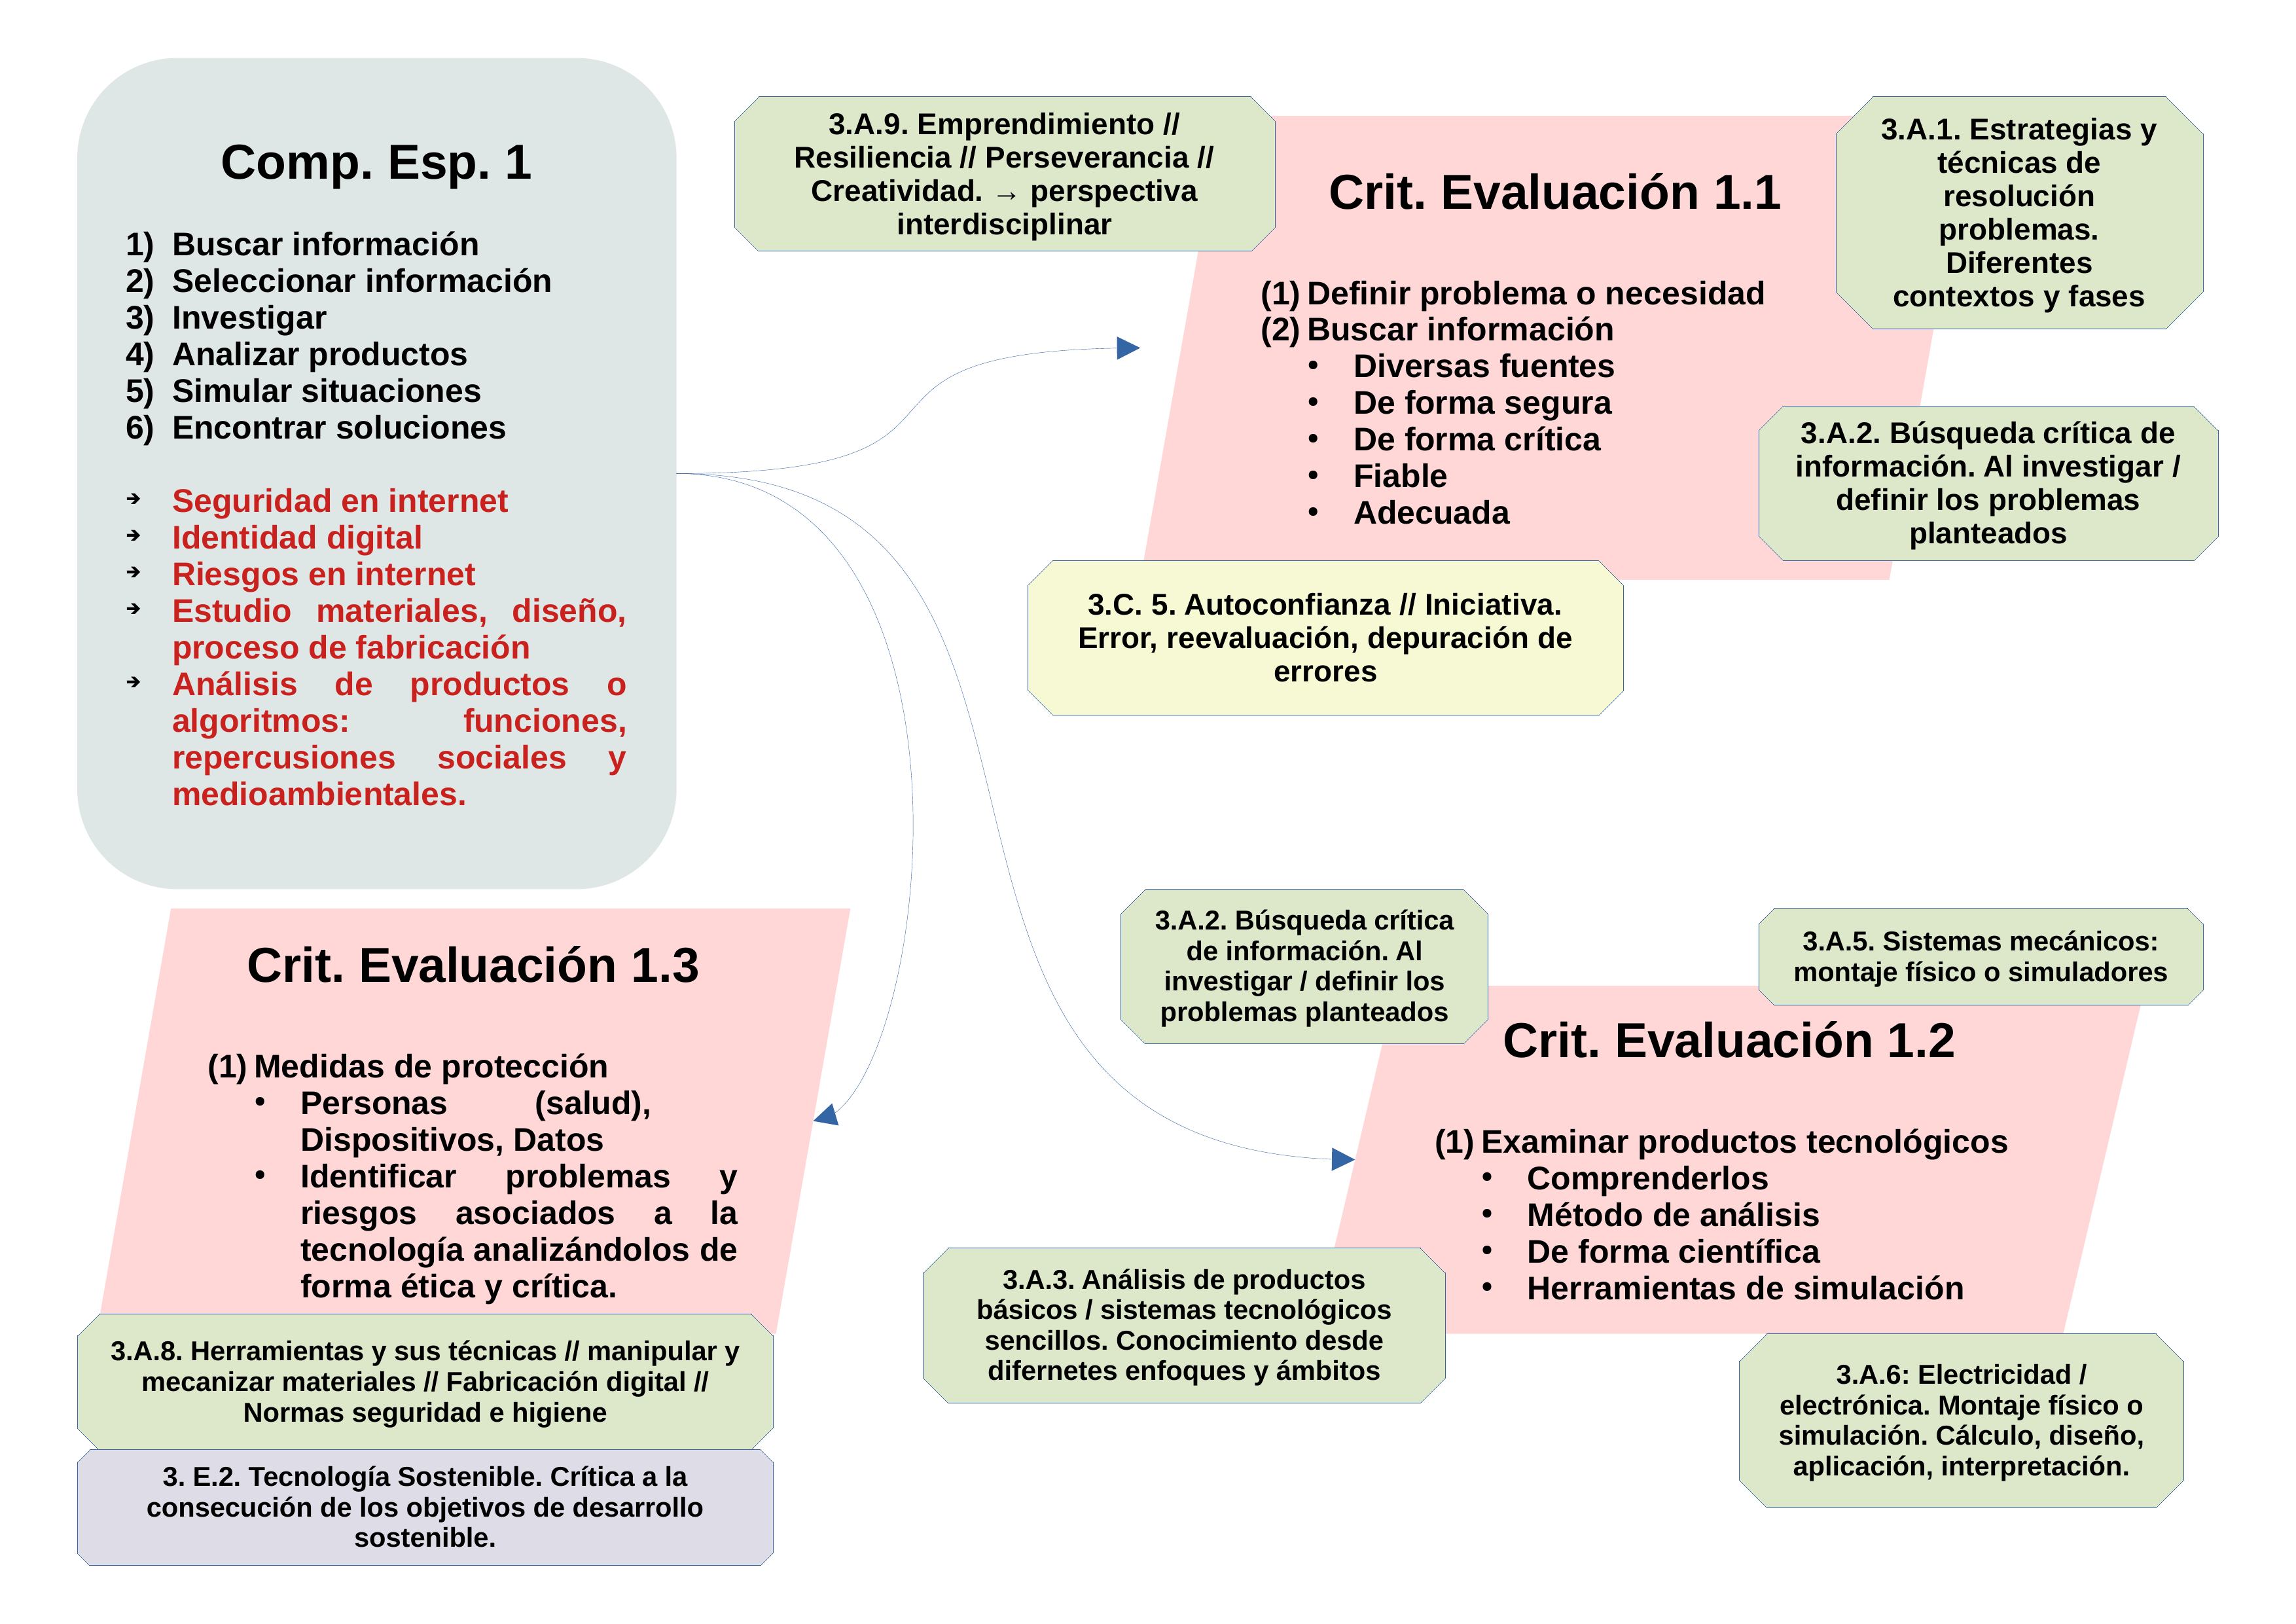 Comp. Esp. 1
1) Buscar información
2) Seleccionar información
3) Investigar
4) Analizar productos
5) Simular situaciones
6) Encontrar soluciones
➔ Seguridad en internet
➔ Identidad digital
➔ Riesgos en internet
➔ Estudio materiales, diseño,
proceso de fabricación
➔ Análisis de productos o
algoritmos: funciones,
repercusiones sociales y
medioambientales.
3.A.9. Emprendimiento //
Resiliencia // Perseverancia //
Creatividad. → perspectiva
interdisciplinar
Crit. Evaluación 1.1
(1) Definir problema o necesidad
(2) Buscar información
• Diversas fuentes
• De forma segura
• De forma crítica
• Fiable
• Adecuada
3.A.1. Estrategias y
técnicas de
resolución
problemas.
Diferentes
contextos y fases
3.A.2. Búsqueda crítica de
información. Al investigar /
definir los problemas
planteados
3.C. 5. Autoconfianza // Iniciativa.
Error, reevaluación, depuración de
errores
Crit. Evaluación 1.3
(1) Medidas de protección
• Personas (salud),
Dispositivos, Datos
• Identificar problemas y
riesgos asociados a la
tecnología analizándolos de
forma ética y crítica.
3.A.8. Herramientas y sus técnicas // manipular y
mecanizar materiales // Fabricación digital //
Normas seguridad e higiene
3. E.2. Tecnología Sostenible. Crítica a la
consecución de los objetivos de desarrollo
sostenible.
3.A.2. Búsqueda crítica
de información. Al
investigar / definir los
problemas planteados
3.A.5. Sistemas mecánicos:
montaje físico o simuladores
Crit. Evaluación 1.2
(1) Examinar productos tecnológicos
• Comprenderlos
• Método de análisis
• De forma científica
• Herramientas de simulación
3.A.3. Análisis de productos
básicos / sistemas tecnológicos
sencillos. Conocimiento desde
difernetes enfoques y ámbitos
3.A.6: Electricidad /
electrónica. Montaje físico o
simulación. Cálculo, diseño,
aplicación, interpretación.